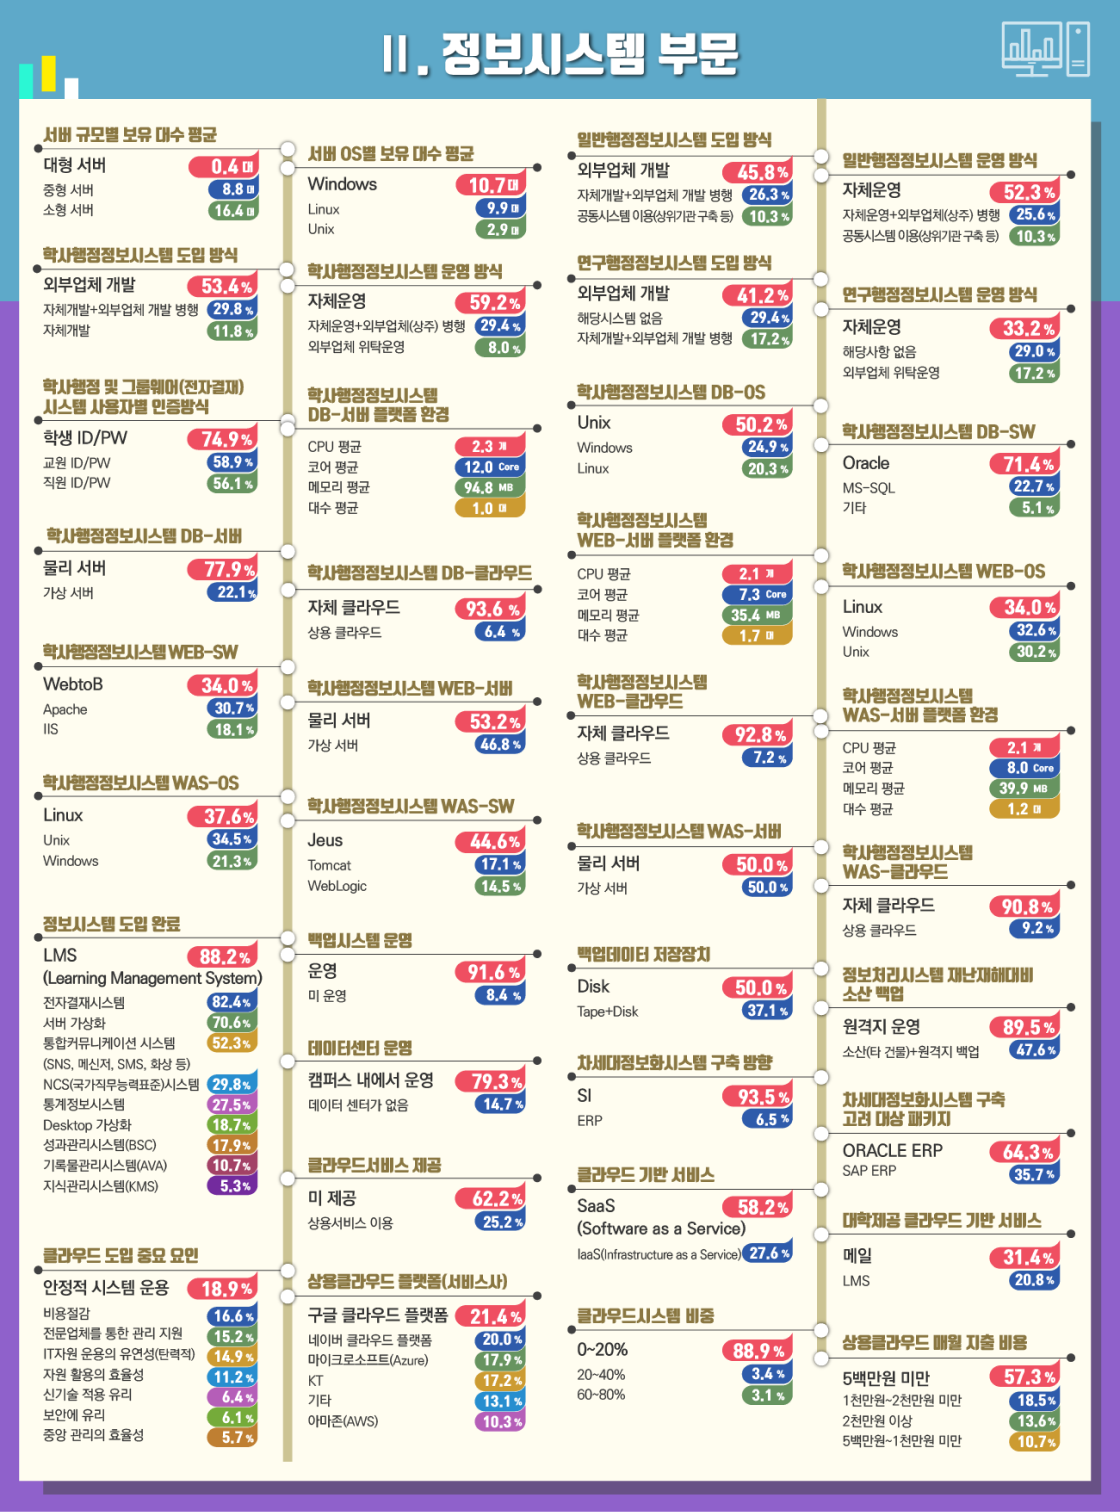 II. 정보시스템 부문
서버 규모별 보유 대수 평균
대형 서버 0.4 대
중형 서버 8.8 대
소형 서버 16.4 대
학사행정정보시스템 도입 방식
외부업체 개발 53.4%
자체개발+외부업체 개발 병행 29.8%
자체개발 11.8%
학사행정 및 그룹웨어(전자결재)
시스템 사용자별 인증방식
학생 ID/PW 74.9%
교원 ID/PW 58.9%
직원 ID/PW 56.1%
학사행정정보시스템 DB-서버
물리 서버 77.9%
가상 서버 22.1%
학사행정정보시스템 WEB-SW
WebtoB 34.0%
Apache 30.7%
IIS 18.1%
학사행정정보시스템 WAS-OS
Linux 37.6%
Unix 34.5%
Windows 21.3%
정보시스템 도입 완료
LMS 88.2%
(Learning Management System)
전자결재시스템 82.4%
서버 가상화 70.6%
통합커뮤니케이션 시스템 52.3%
(SNS, 메신저, SMS, 화상 등)
NCS(국가직무능력표준)시스템 29.8%
통계정보시스템 27.5%
Desktop 가상화 18.7%
성과관리시스템(BSC) 17.9%
기록물관리시스템(AVA) 10.7%
지식관리시스템(KMS) 5.3%
클라우드 도입 중요 요인
안정적 시스템 운용 18.9%
비용절감 16.6%
전문업체를 통한 관리 지원 15.2%
IT자원 운용의 유연성(탄력적) 14.9%
자원 활용의 효율성 11.2%
신기술 적용 유리 6.4%
보안에 유리 6.1%
중앙 관리의 효율성 5.7%
서버 OS별 보유 대수 평균
Windows 10.7대
Linux 9.9 대
Unix 2.9 대
학사행정정보시스템 운영 방식
자체운영 59.2%
자체운영+외부업체(상주) 병행 29.4%
외부업체 위탁운영 8.0%
학사행정정보시스템
DB-서버 플랫폼 환경
CPU 평균 2.3 개
코어 평균 12.0 Core
메모리 평균 94.8 MB
대수 평균 1.0 대
학사행정정보시스템 DB-클라우드
자체 클라우드 93.6 %
상용 클라우드 6.4 %
학사행정정보시스템 WEB-서버
물리 서버 53.2%
가상 서버 46.8%
학사행정정보시스템 WAS-SW
Jeus 44.6%
Tomcat 17.1%
WebLogic 14.5%
백업시스템 운영
운영 91.6%
미 운영 8.4 %
데이터센터 운영
캠퍼스 내에서 운영 79.3%
데이터 센터가 없음 14.7%
클라우드서비스 제공
미 제공 62.2%
상용서비스 이용 25.2%
상용클라우드 플랫폼(서비스사)
구글 클라우드 플랫폼 21.4%
네이버 클라우드 플랫폼 20.0%
마이크로소프트(Azure) 17.9%
KT 17.2%
기타 13.1%
아마존(AWS) 10.3%
일반행정정보시스템 도입 방식
외부업체 개발 45.8%
자체개발+외부업체 개발 병행 26.3%
공동시스템 이용(상위기관 구축 등) 10.3%
연구행정정보시스템 도입 방식
외부업체 개발 41.2%
해당시스템 없음 29.4%
자체개발+외부업체 개발 병행 17.2%
학사행정정보시스템 DB-OS
Unix 50.2%
Windows 24.9%
Linux 20.3%
학사행정정보시스템
WEB-서버 플랫폼 환경
CPU 평균 2.1 개
코어 평균 7.3 Core
메모리 평균 35.4 MB
대수 평균 1.7 대
학사행정정보시스템
WEB-클라우드
자체 클라우드 92.8%
상용 클라우드 7.2 %
학사행정정보시스템 WAS-서버
물리 서버 50.0%
가상 서버 50.0%
백업데이터 저장장치
Disk 50.0%
Tape+Disk 37.1%
차세대정보화시스템 구축 방향
SI 93.5%
ERP 6.5 %
클라우드 기반 서비스
SaaS 58.2%
(Software as a Service)
IaaS(Infrastructure as a Service) 27.6%
클라우드시스템 비중
0~20% 88.9%
20~40% 3.4%
60~80% 3.1%
일반행정정보시스템 운영 방식
자체운영 52.3%
자체운영+외부업체(상주) 병행 25.6%
공동시스템 이용(상위기관 구축 등) 10.3%
연구행정정보시스템 운영 방식
자체운영 33.2%
해당사항 없음 29.0%
외부업체 위탁운영 17.2%
학사행정정보시스템 DB-SW
Oracle 71.4%
MS-SQL 22.7%
기타 5.1%
학사행정정보시스템 WEB-OS
Linux 34.0%
Windows 32.6%
Unix 30.2%
학사행정정보시스템
WAS-서버 플랫폼 환경
CPU 평균 2.1 개
코어 평균 8.0 Core
메모리 평균 39.9 MB
대수 평균 1.2 대
학사행정정보시스템
WAS-클라우드
자체 클라우드 90.8%
상용 클라우드 9.2%
정보처리시스템 재난재해대비
소산 백업
원격지 운영 89.5%
소산(타 건물)+원격지 백업 47.6%
차세대정보화시스템 구축
고려 대상 패키지
ORACLE ERP 64.3%
SAP ERP 35.7%
대학제공 클라우드 기반 서비스
메일 31.4%
LMS 20.8%
상용클라우드 매월 지출 비용
5백만원 미만 57.3%
1천만원~2천만원 미만 18.5%
2천만원 이상 13.6%
5백만원~1천만원 미만 10.7%